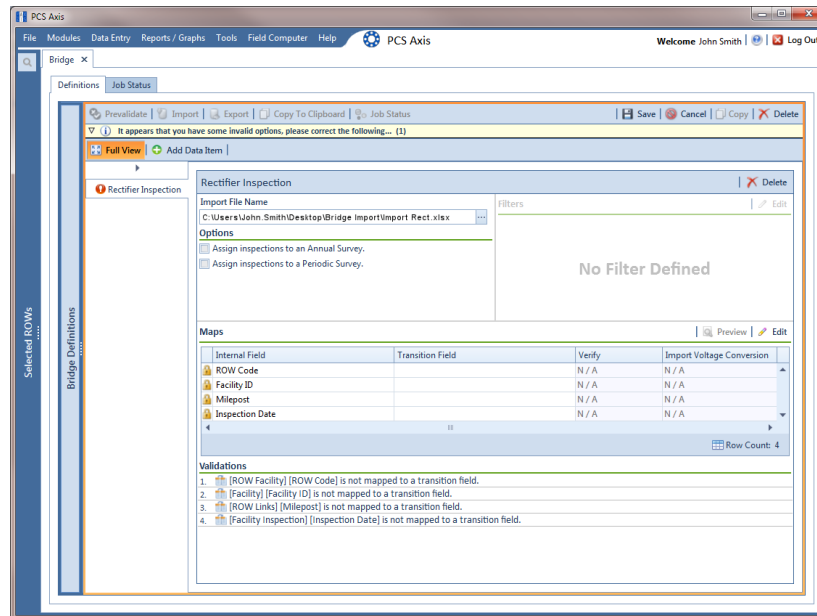 PCS Axis
File Modules Data Entry Reports / Graphs Tools Field Computer Help PCS Axis Welcome John Smith | Log Out
Bridge X
Definitions Job Status
Prevalidate | Import | Export | Copy To Clipboard | Job Status | Save | Cancel | Copy | Delete
It appears that you have some invalid options, please correct the following... (1)
Full View | Add Data Item |
Rectifier Inspection
Rectifier Inspection | Delete
Import File Name
C:\Users\John.Smith\Desktop\Bridge Import\Import Rect.xlsx ...
Filters | Edit
Options
Assign inspections to an Annual Survey.
Assign inspections to a Periodic Survey.
No Filter Defined
Selected ROWs
Bridge Definitions
Maps | Preview | Edit
Internal Field Transition Field Verify Import Voltage Conversion
ROW Code N / A N / A
Facility ID N / A N / A
Milepost N / A N / A
Inspection Date N / A N / A
Row Count: 4
Validations
1. [ROW Facility] [ROW Code] is not mapped to a transition field.
2. [Facility] [Facility ID] is not mapped to a transition field.
3. [ROW Links] [Milepost] is not mapped to a transition field.
4. [Facility Inspection] [Inspection Date] is not mapped to a transition field.